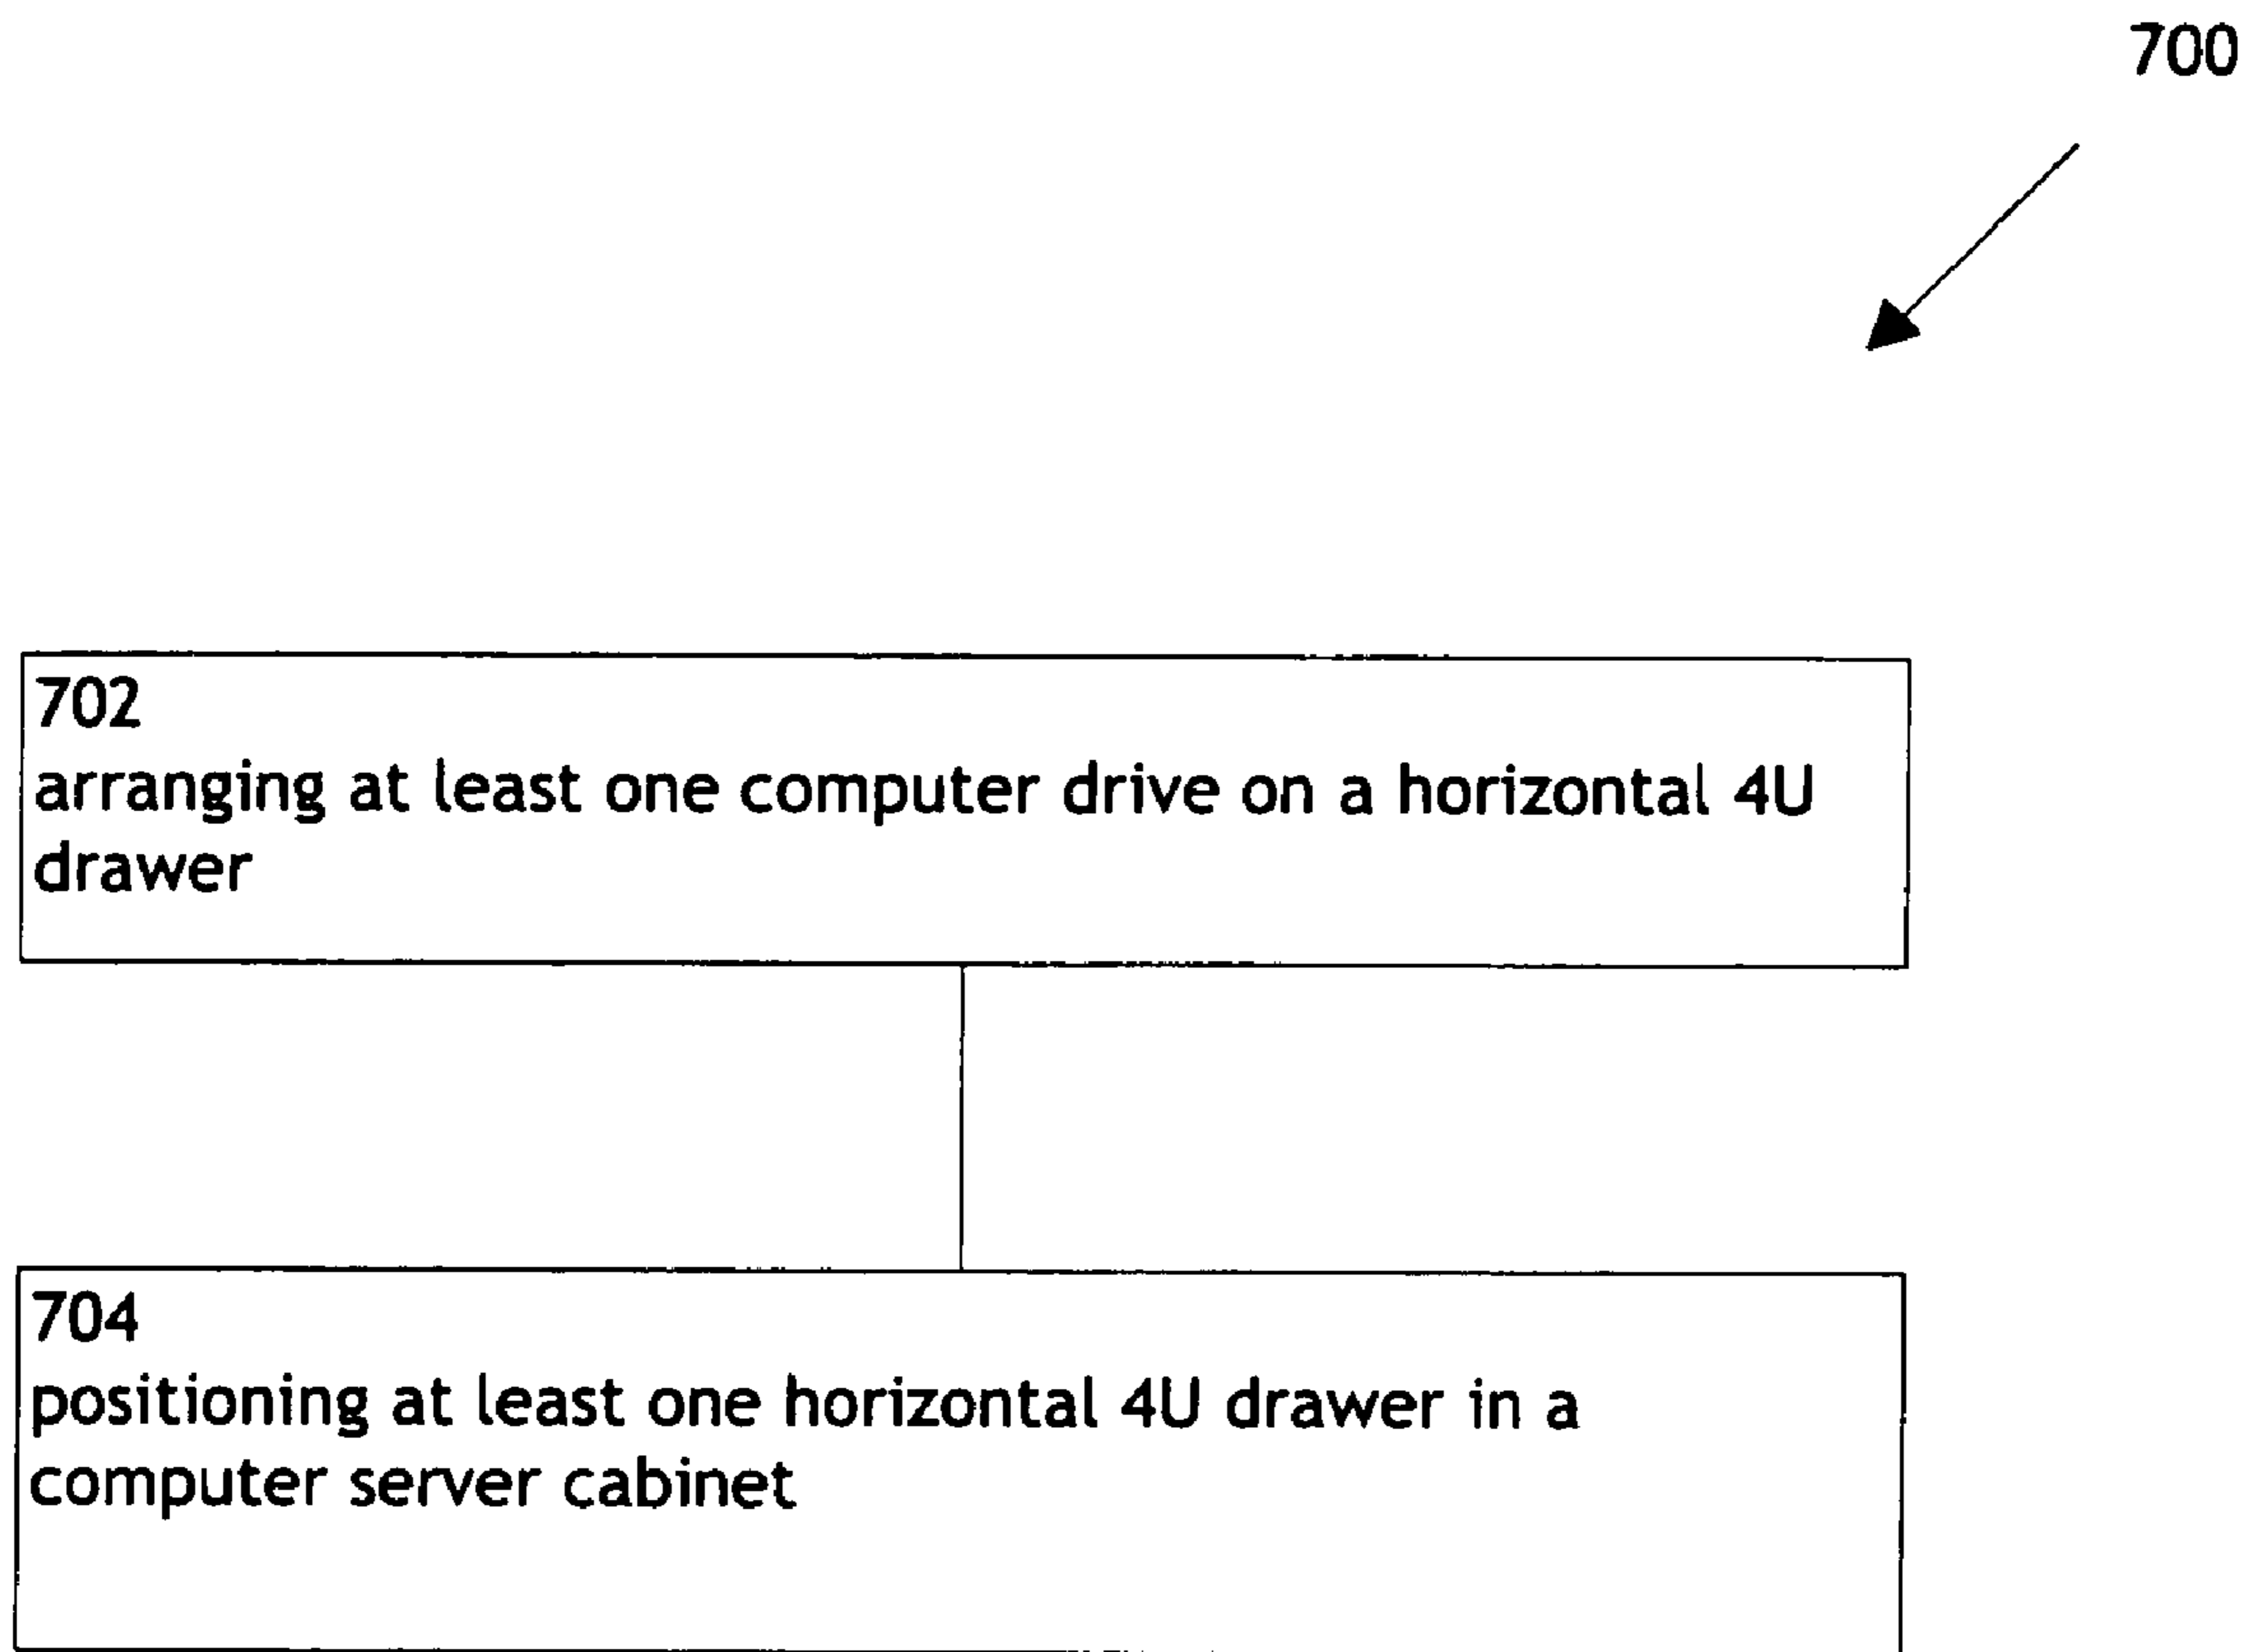 700
702
arranging at least one computer drive on a horizontal 4U
drawer
704
positioning at least one horizontal 4U drawer in a
computer server cabinet